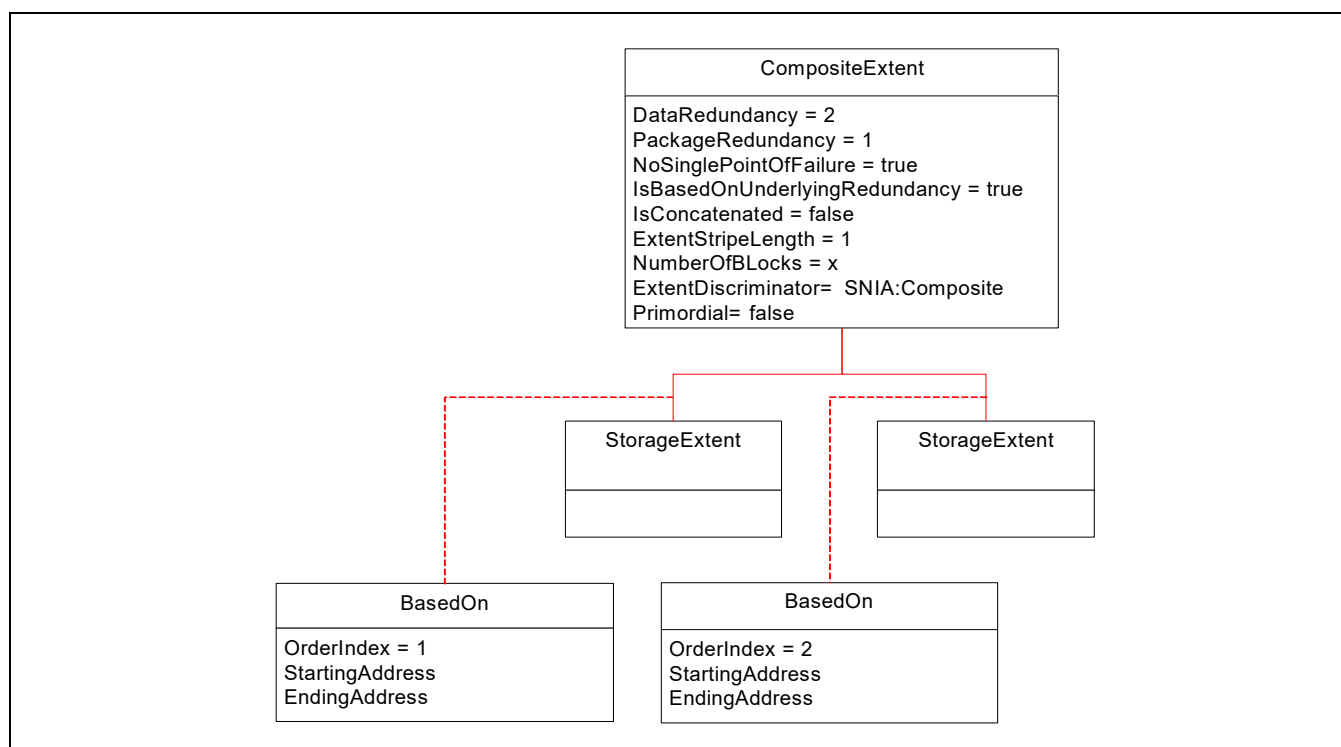 CompositeExtent
DataRedundancy = 2
PackageRedundancy = 1
NoSinglePointOfFailure = true
IsBasedOnUnderlyingRedundancy = true
IsConcatenated = false
ExtentStripeLength = 1
NumberOfBLocks = x
ExtentDiscriminator= SNIA:Composite
Primordial= false
StorageExtent
StorageExtent
BasedOn
OrderIndex = 1
StartingAddress
EndingAddress
BasedOn
OrderIndex = 2
StartingAddress
EndingAddress